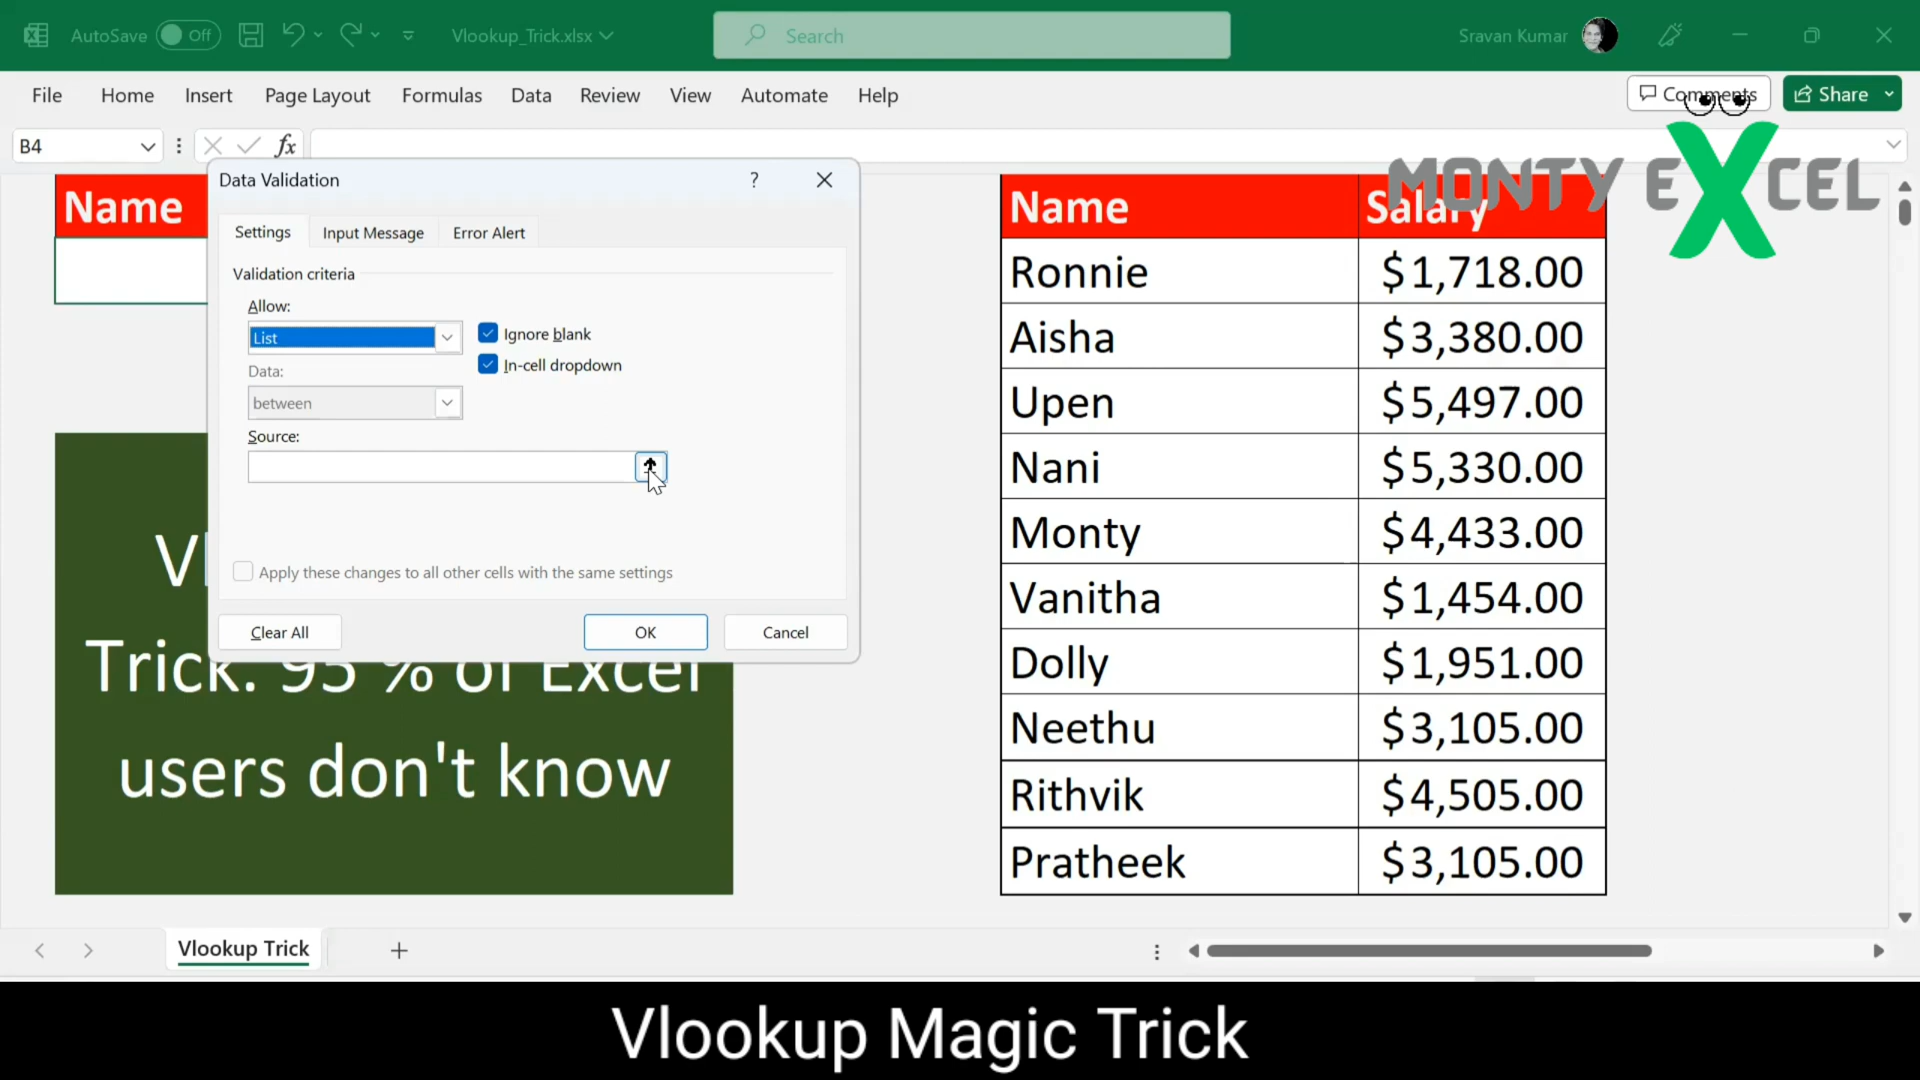 AutoSave Off Vlookup_Trick.xlsx Search Sravan Kumar
File Home Insert Page Layout Formulas Data Review View Automate Help Comments Share
B4 fx
MONTY EXCEL
Data Validation ?
Settings Input Message Error Alert
Validation criteria
Allow:
List
Ignore blank
In-cell dropdown
Data:
between
Source:
Apply these changes to all other cells with the same settings
Clear All OK Cancel
Name
Trick. 95 % of Excel
users don't know
Name Salary
Ronnie $1,718.00
Aisha $3,380.00
Upen $5,497.00
Nani $5,330.00
Monty $4,433.00
Vanitha $1,454.00
Dolly $1,951.00
Neethu $3,105.00
Rithvik $4,505.00
Pratheek $3,105.00
Vlookup Trick
Vlookup Magic Trick